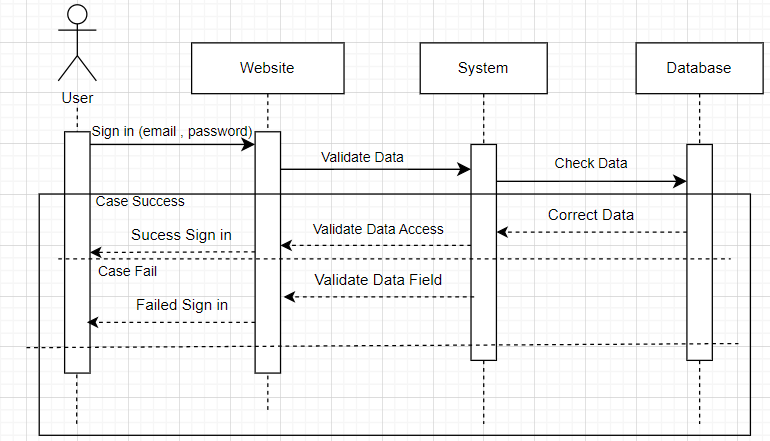 User
Website
System
Database
Sign in (email , password)
Validate Data
Check Data
Case Success
Correct Data
Sucess Sign in
Validate Data Access
Case Fail
Validate Data Field
Failed Sign in